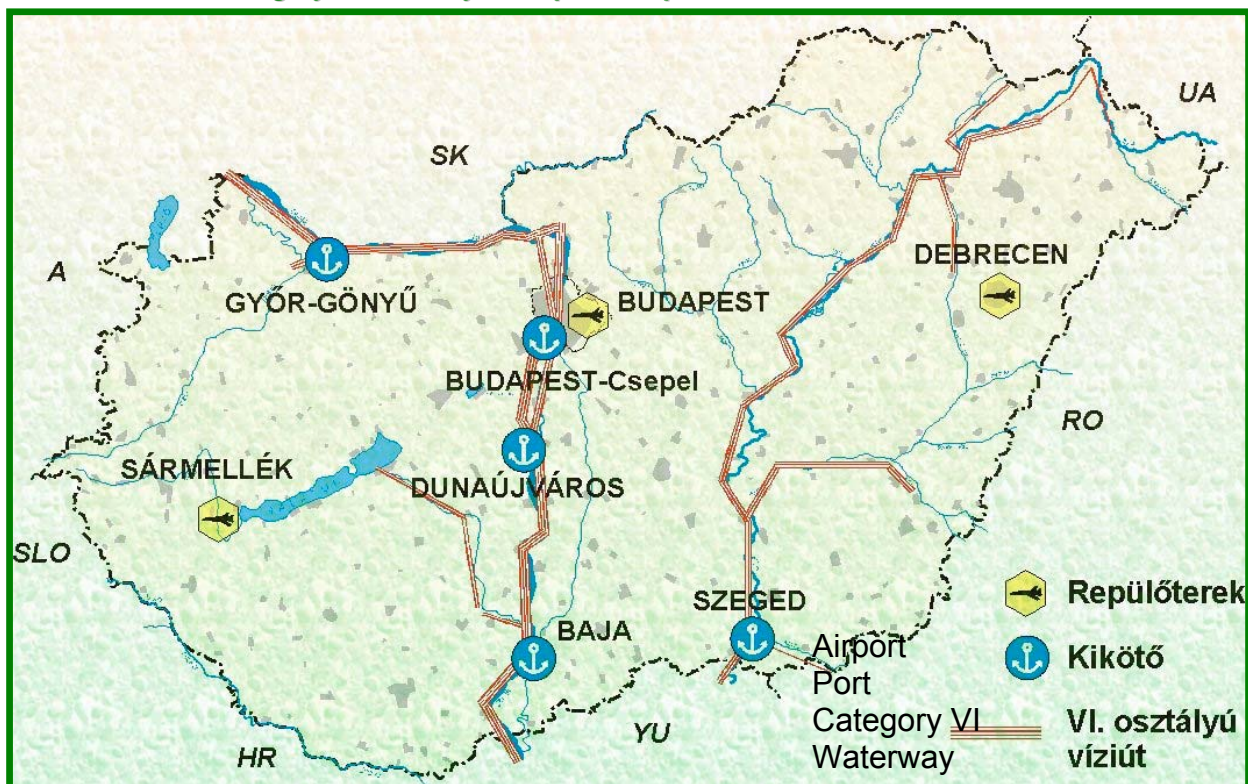 SK
UA
A
GYŐR-GÖNYŰ
DEBRECEN
BUDAPEST
BUDAPEST-Csepel
RO
SÁRMELLÉK
DUNAÚJVÁROS
SLO
SZEGED
BAJA
HR
YU
Repülőterek
Kikötő
VI. osztályú
víziút
Airport
Port
Category VI
Waterway